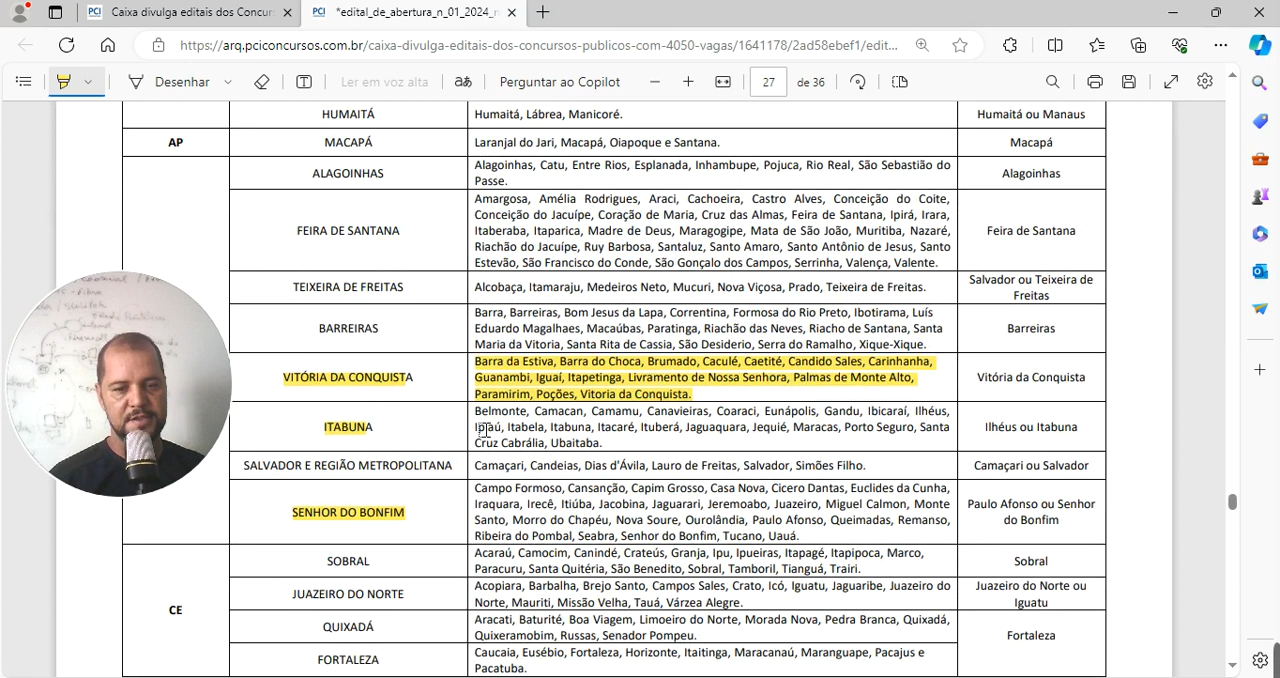 PCI Caixa divulga editais dos Concur
PCI *edital_de_abertura_n_01_2024_n
https://arq.pciconcursos.com.br/caixa-divulga-editais-dos-concursos-publicos-com-4050-vagas/1641178/2ad58ebef1/edit...
Desenhar
Ler em voz alta
aあ
Perguntar ao Copilot
27
de 36
HUMAITÁ
Humaitá, Lábrea, Manicoré.
Humaitá ou Manaus
AP
MACAPÁ
Laranjal do Jari, Macapá, Oiapoque e Santana.
Macapá
ALAGOINHAS
Alagoinhas, Catu, Entre Rios, Esplanada, Inhambupe, Pojuca, Rio Real, São Sebastião do
Passe.
Alagoinhas
FEIRA DE SANTANA
Amargosa, Amélia Rodrigues, Araci, Cachoeira, Castro Alves, Conceição do Coite,
Conceição do Jacuípe, Coração de Maria, Cruz das Almas, Feira de Santana, Ipirá, Irara,
Itaberaba, Itaparica, Madre de Deus, Maragogipe, Mata de São João, Muritiba, Nazaré,
Riachão do Jacuípe, Ruy Barbosa, Santaluz, Santo Amaro, Santo Antônio de Jesus, Santo
Estevão, São Francisco do Conde, São Gonçalo dos Campos, Serrinha, Valença, Valente.
Feira de Santana
TEIXEIRA DE FREITAS
Alcobaça, Itamaraju, Medeiros Neto, Mucuri, Nova Viçosa, Prado, Teixeira de Freitas.
Salvador ou Teixeira de
Freitas
BARREIRAS
Barra, Barreiras, Bom Jesus da Lapa, Correntina, Formosa do Rio Preto, Ibotirama, Luís
Eduardo Magalhaes, Macaúbas, Paratinga, Riachão das Neves, Riacho de Santana, Santa
Maria da Vitoria, Santa Rita de Cassia, São Desiderio, Serra do Ramalho, Xique-Xique.
Barreiras
VITÓRIA DA CONQUISTA
Barra da Estiva, Barra do Choca, Brumado, Caculé, Caetité, Candido Sales, Carinhanha,
Guanambi, Iguaí, Itapetinga, Livramento de Nossa Senhora, Palmas de Monte Alto,
Paramirim, Poções, Vitoria da Conquista.
Vitória da Conquista
ITABUNA
Belmonte, Camacan, Camamu, Canavieiras, Coaraci, Eunápolis, Gandu, Ibicaraí, Ilhéus,
Ipiaú, Itabela, Itabuna, Itacaré, Ituberá, Jaguaquara, Jequié, Maracas, Porto Seguro, Santa
Cruz Cabrália, Ubaitaba.
Ilhéus ou Itabuna
SALVADOR E REGIÃO METROPOLITANA
Camaçari, Candeias, Dias d'Ávila, Lauro de Freitas, Salvador, Simões Filho.
Camaçari ou Salvador
SENHOR DO BONFIM
Campo Formoso, Cansanção, Capim Grosso, Casa Nova, Cicero Dantas, Euclides da Cunha,
Iraquara, Irecê, Itiúba, Jacobina, Jaguarari, Jeremoabo, Juazeiro, Miguel Calmon, Monte
Santo, Morro do Chapéu, Nova Soure, Ourolândia, Paulo Afonso, Queimadas, Remanso,
Ribeira do Pombal, Seabra, Senhor do Bonfim, Tucano, Uauá.
Paulo Afonso ou Senhor
do Bonfim
CE
SOBRAL
Acaraú, Camocim, Canindé, Crateús, Granja, Ipu, Ipueiras, Itapagé, Itapipoca, Marco,
Paracuru, Santa Quitéria, São Benedito, Sobral, Tamboril, Tianguá, Trairi.
Sobral
JUAZEIRO DO NORTE
Acopiara, Barbalha, Brejo Santo, Campos Sales, Crato, Icó, Iguatu, Jaguaribe, Juazeiro do
Norte, Mauriti, Missão Velha, Tauá, Várzea Alegre.
Juazeiro do Norte ou
Iguatu
QUIXADÁ
Aracati, Baturité, Boa Viagem, Limoeiro do Norte, Morada Nova, Pedra Branca, Quixadá,
Quixeramobim, Russas, Senador Pompeu.
Fortaleza
FORTALEZA
Caucaia, Eusébio, Fortaleza, Horizonte, Itaitinga, Maracanaú, Maranguape, Pacajus e
Pacatuba.